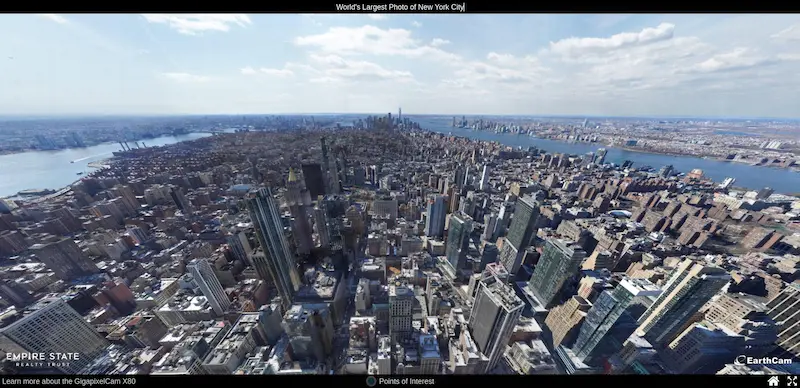 World's Largest Photo of New York City
EMPIRE STATE
REALTY TRUST
EarthCam
Learn more about the GigapixelCam X80
Points of Interest